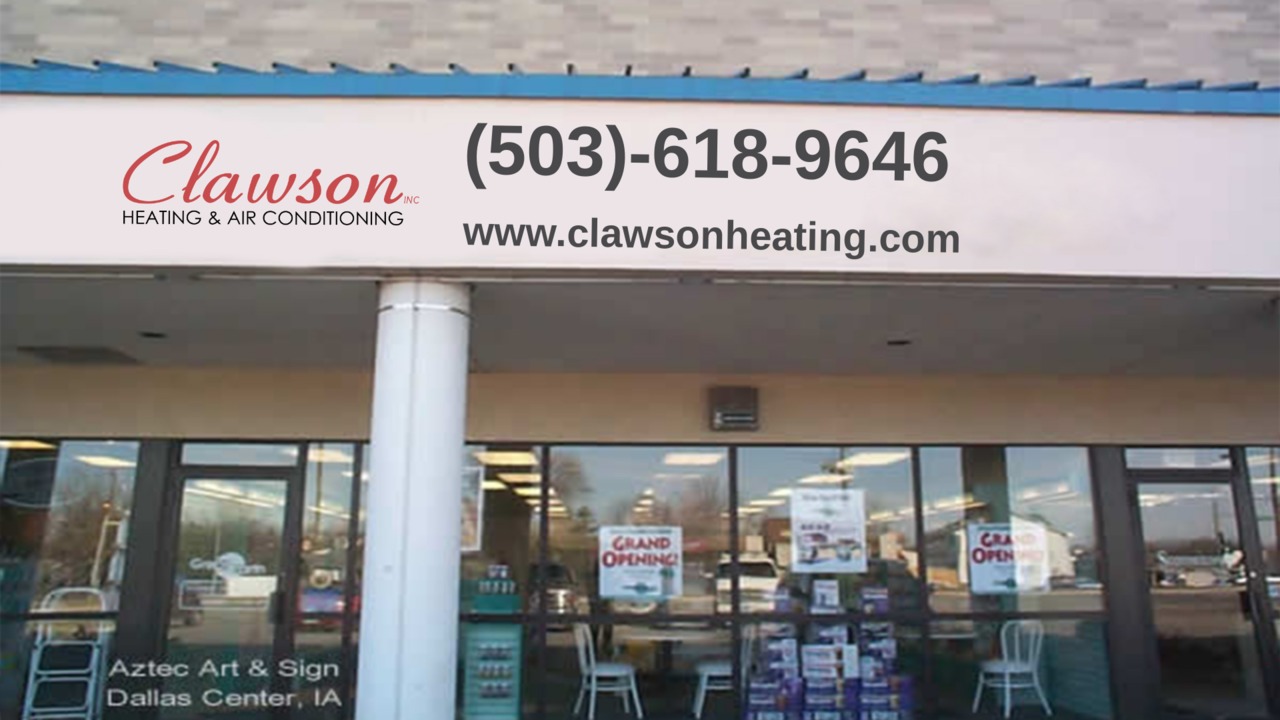 Clawson INC
HEATING & AIR CONDITIONING
(503)-618-9646
www.clawsonheating.com
GRAND
OPENING!
GRAND
OPENING!
Aztec Art & Sign
Dallas Center, IA